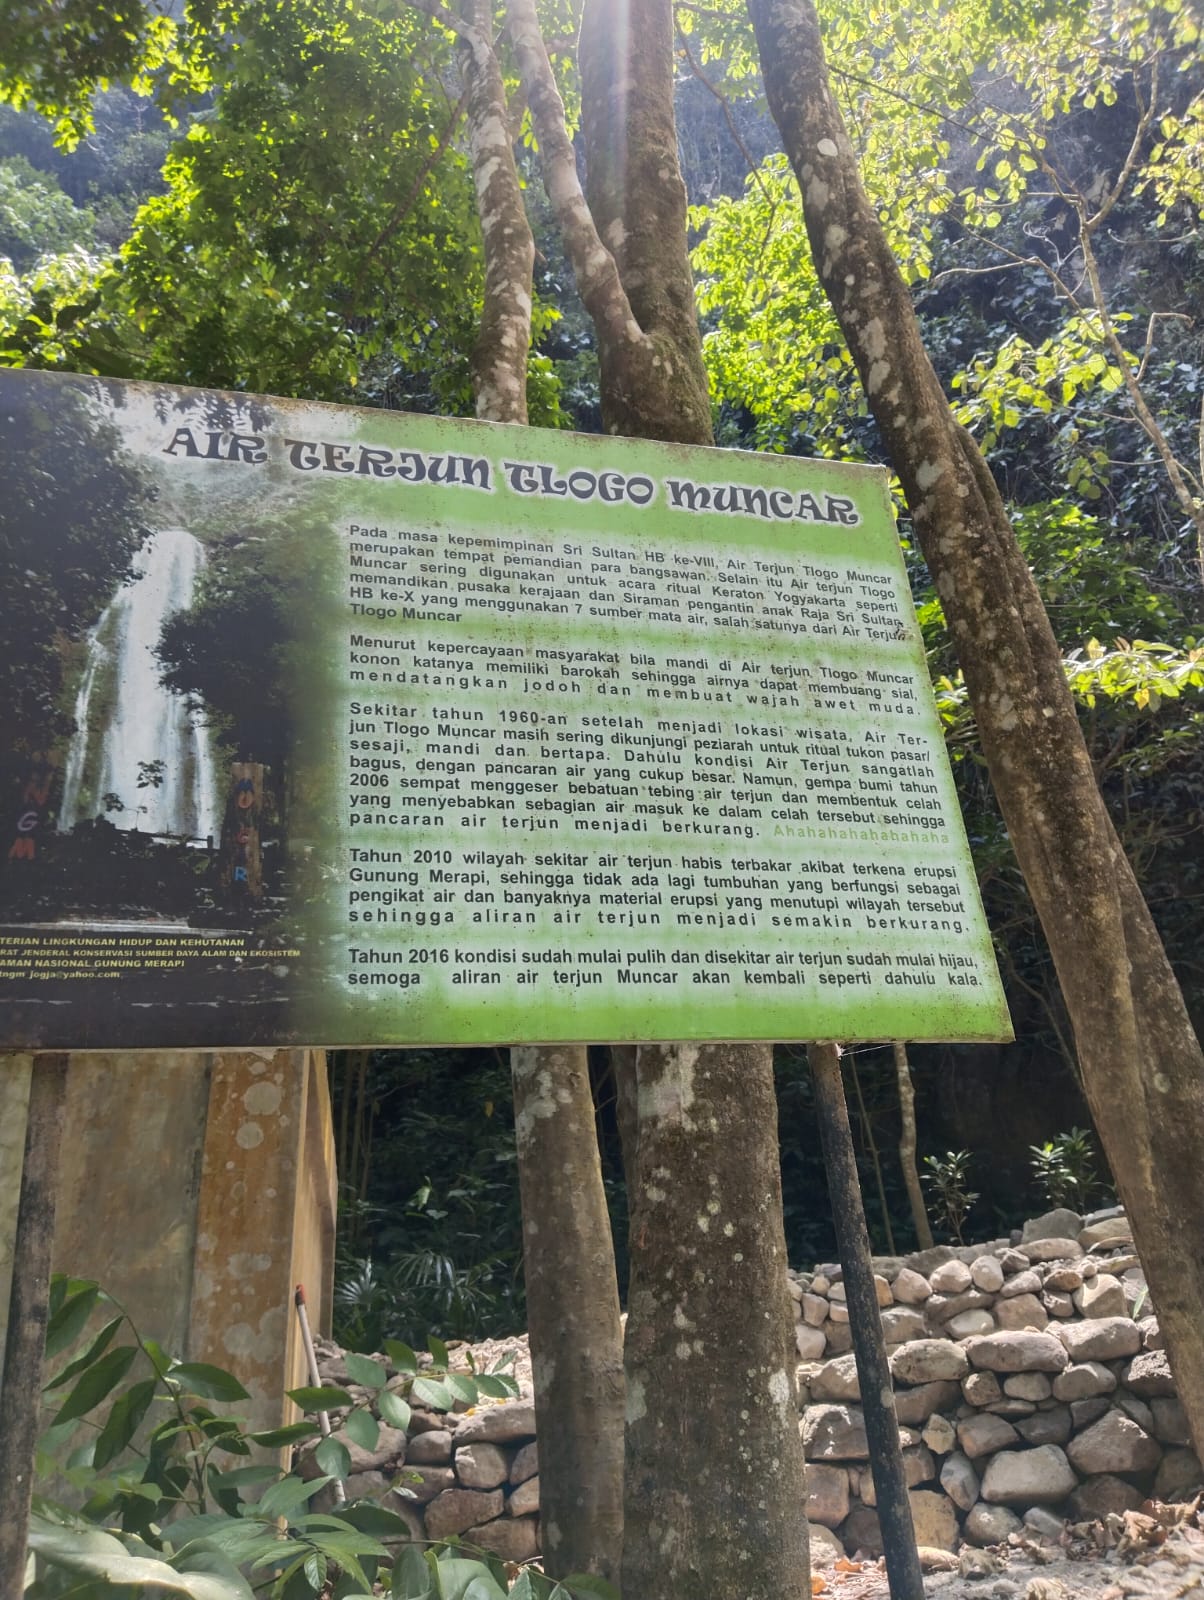 AIR TERJUN TLOGO MUNCAR
Pada masa kepemimpinan Sri Sultan HB ke-VIII, Air Terjun Tlogo Muncar
merupakan tempat pemandian para bangsawan. Selain itu Air terjun Tlogo
Muncar sering digunakan untuk acara ritual Keraton Yogyakarta seperti
memandikan pusaka kerajaan dan Siraman pengantin anak Raja Sri Sultan
HB ke-X yang menggunakan 7 sumber mata air, salah satunya dari Air Terjun
Tlogo Muncar
Menurut kepercayaan masyarakat bila mandi di Air terjun Tlogo Muncar
konon katanya memiliki barokah sehingga airnya dapat membuang sial,
mendatangkan jodoh dan membuat wajah awet muda.
Sekitar tahun 1960-an setelah menjadi lokasi wisata, Air Ter-
jun Tlogo Muncar masih sering dikunjungi peziarah untuk ritual tukon pasar/
sesaji, mandi dan bertapa. Dahulu kondisi Air Terjun sangatlah
bagus, dengan pancaran air yang cukup besar. Namun, gempa bumi tahun
2006 sempat menggeser bebatuan tebing air terjun dan membentuk celah
yang menyebabkan sebagian air masuk ke dalam celah tersebut sehingga
pancaran air terjun menjadi berkurang. Ahahahahahahahaha
Tahun 2010 wilayah sekitar air terjun habis terbakar akibat terkena erupsi
Gunung Merapi, sehingga tidak ada lagi tumbuhan yang berfungsi sebagai
pengikat air dan banyaknya material erupsi yang menutupi wilayah tersebut
sehingga aliran air terjun menjadi semakin berkurang.
Tahun 2016 kondisi sudah mulai pulih dan disekitar air terjun sudah mulai hijau,
semoga aliran air terjun Muncar akan kembali seperti dahulu kala.
TERIAN LINGKUNGAN HIDUP DAN KEHUTANAN
RAT JENDERAL KONSERVASI SUMBER DAYA ALAM DAN EKOSISTEM
AMAN NASIONAL GUNUNG MERAPI
tngm_jogja@yahoo.com